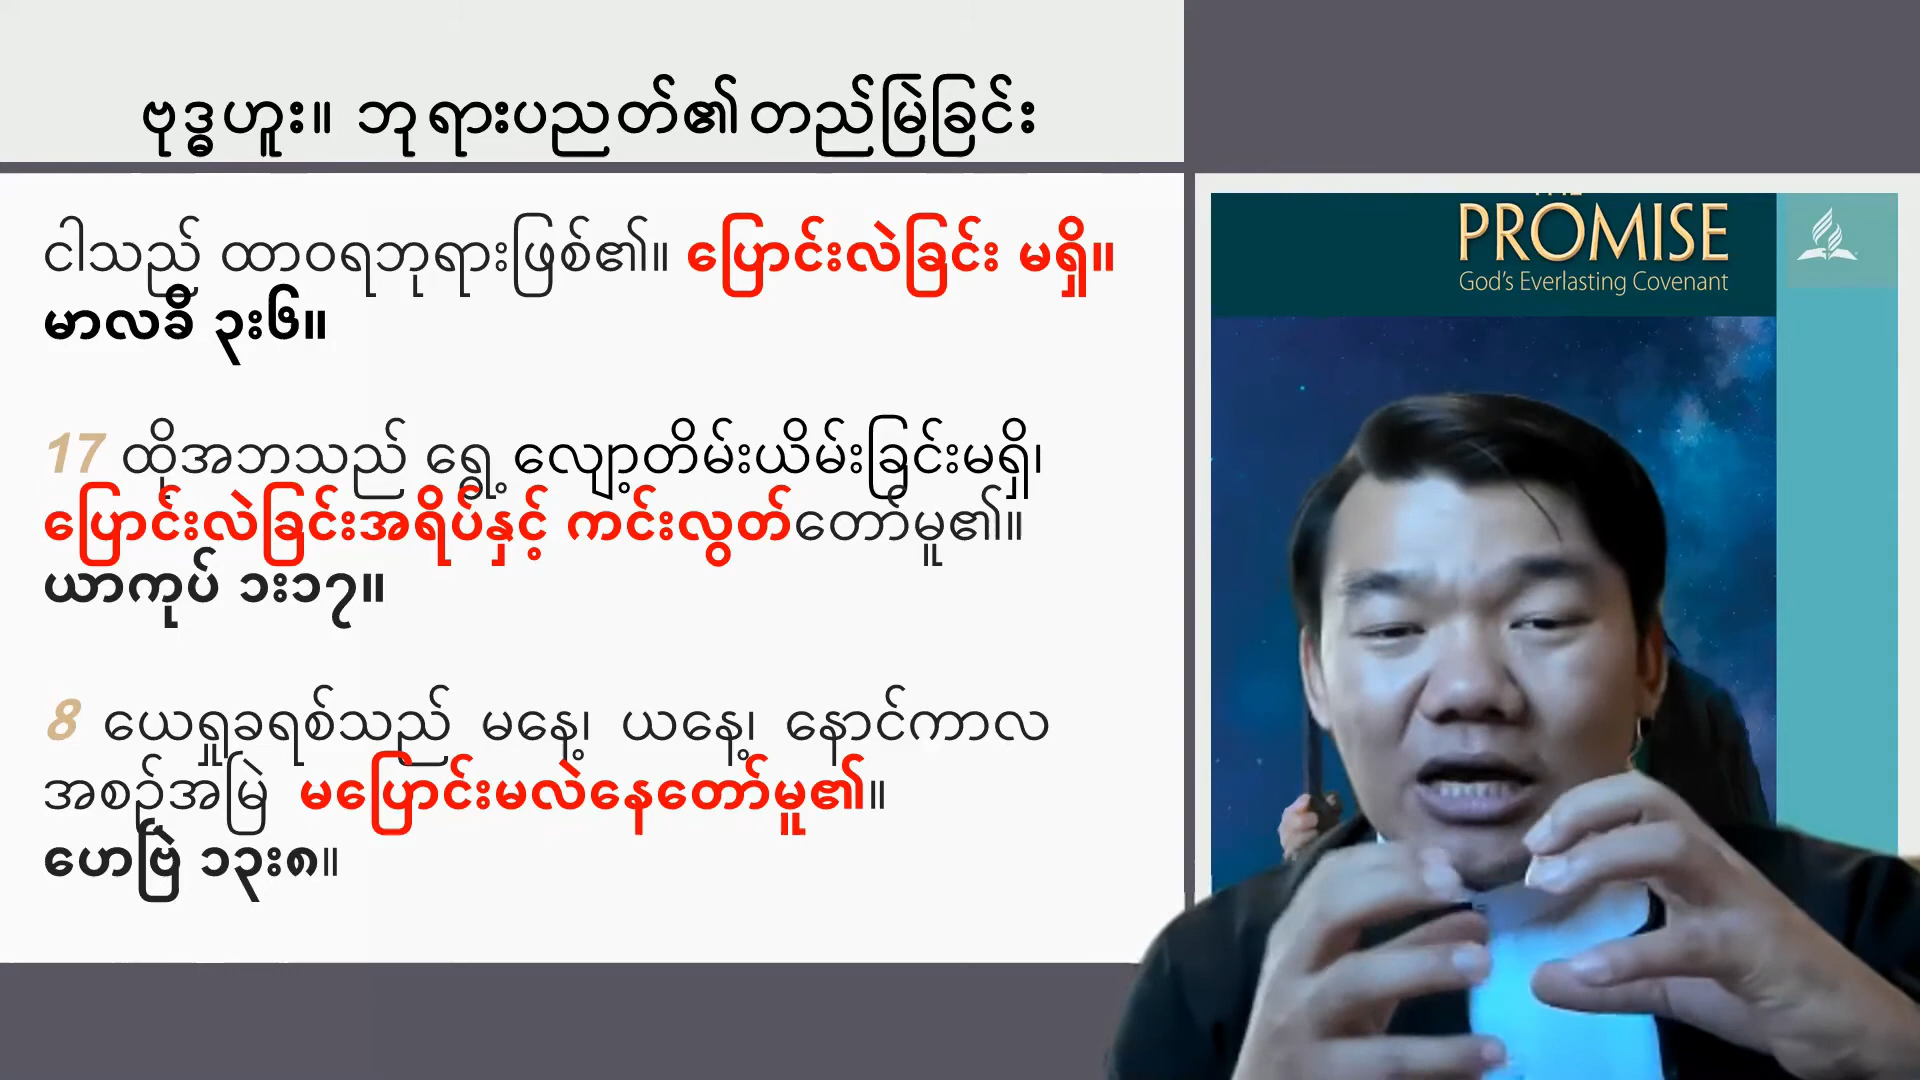 ဗုဒ္ဓဟူး။ ဘုရားပညတ်၏တည်မြဲခြင်း
ငါသည် ထာဝရဘုရားဖြစ်၏။ ပြောင်းလဲခြင်း မရှိ။
မာလခိ ၃း၆။
17 ထိုအဘသည် ရွေ့လျော့တိမ်းယိမ်းခြင်းမရှိ၊
ပြောင်းလဲခြင်းအရိပ်နှင့် ကင်းလွတ်တော်မူ၏။
ယာကုပ် ၁း၁၇။
8 ယေရှုခရစ်သည် မနေ့၊ ယနေ့၊ နောင်ကာလ
အစဉ်အမြဲ မပြောင်းမလဲနေတော်မူ၏။
ဟေဗြဲ ၁၃း၈။
PROMISE
God's Everlasting Covenant